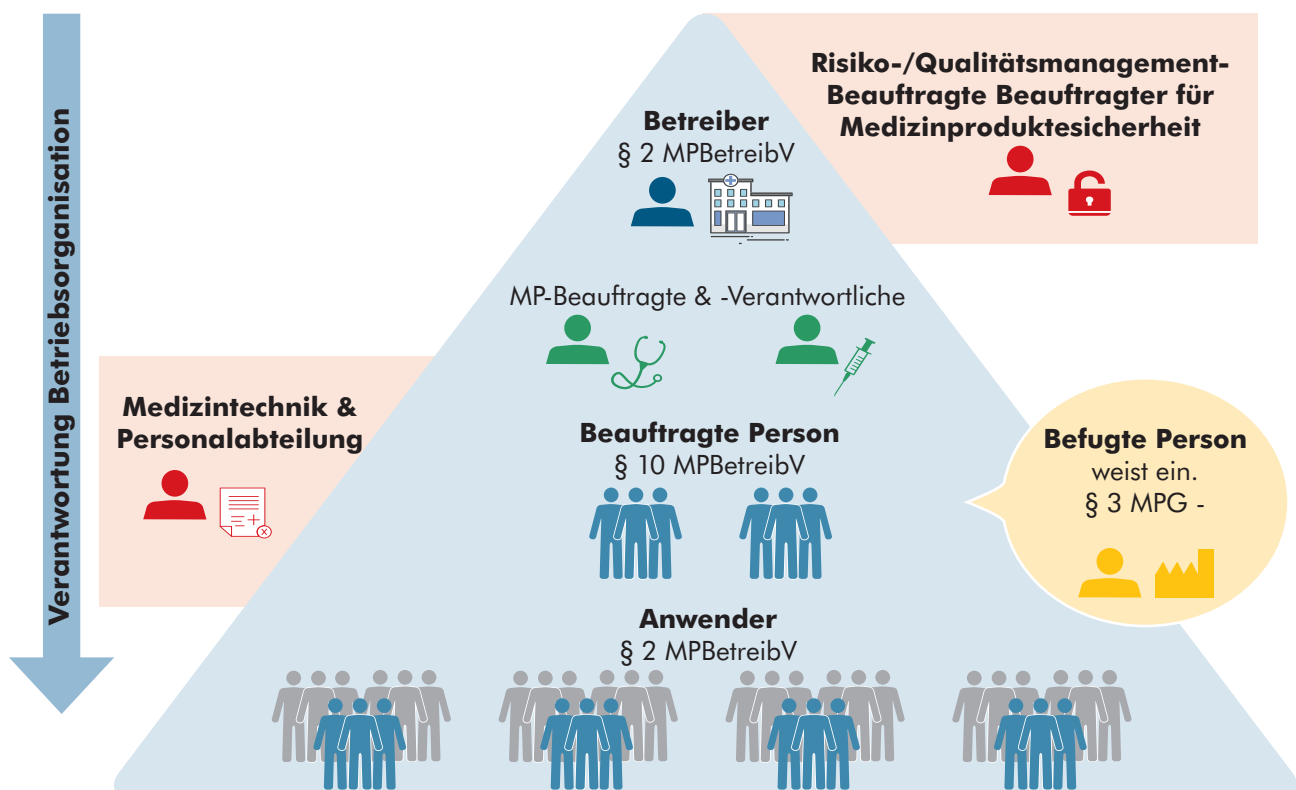 Verantwortung Betriebsorganisation
Risiko-/Qualitätsmanagement-
Beauftragte Beauftragter für
Medizinproduktesicherheit
Betreiber
§ 2 MPBetreibV
MP-Beauftragte & -Verantwortliche
Medizintechnik &
Personalabteilung
Beauftragte Person
§ 10 MPBetreibV
Befugte Person
weist ein.
§ 3 MPG -
Anwender
§ 2 MPBetreibV